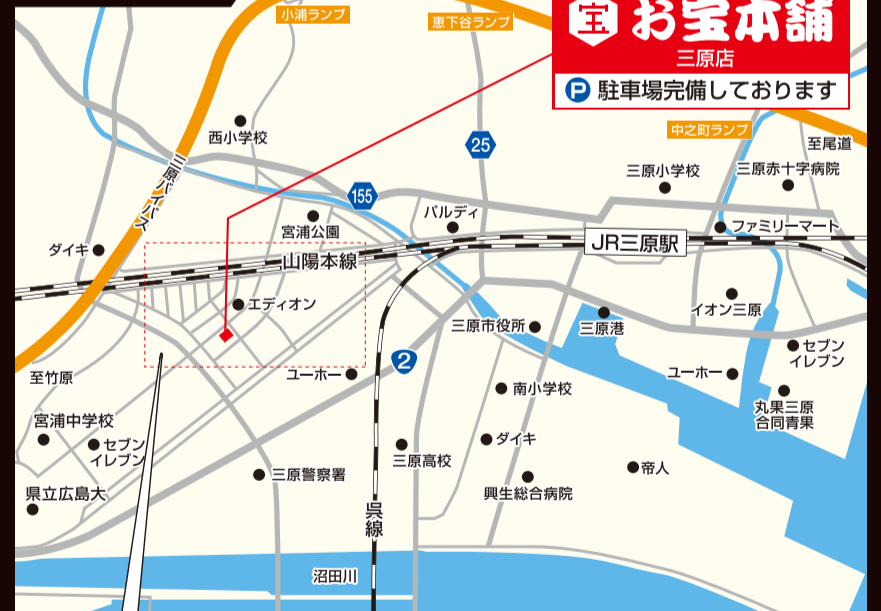 小浦ランプ
恵下谷ランプ
宝
お宝本舗
三原店
P 駐車場完備しております
西小学校
三原バイパス
25
中之町ランプ
至尾道
三原小学校
三原赤十字病院
155
宮浦公園
パルディ
ファミリーマート
JR三原駅
ダイキ
山陽本線
エディオン
イオン三原
三原市役所
三原港
セブン
イレブン
2
至竹原
ユーホー
ユーホー
南小学校
丸果三原
合同青果
宮浦中学校
セブン
イレブン
三原高校
ダイキ
帝人
三原警察署
興生総合病院
県立広島大
呉線
沼田川